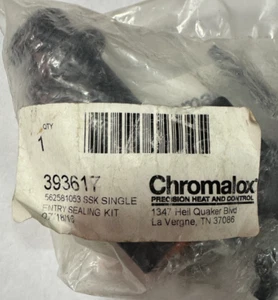 QTY
1
393617
562581053 SSK SINGLE
ENTRY SEALING KIT
Chromalox
PRECISION HEAT AND CONTROL
1347 Heil Quaker Blvd
La Vergne, TN 37086